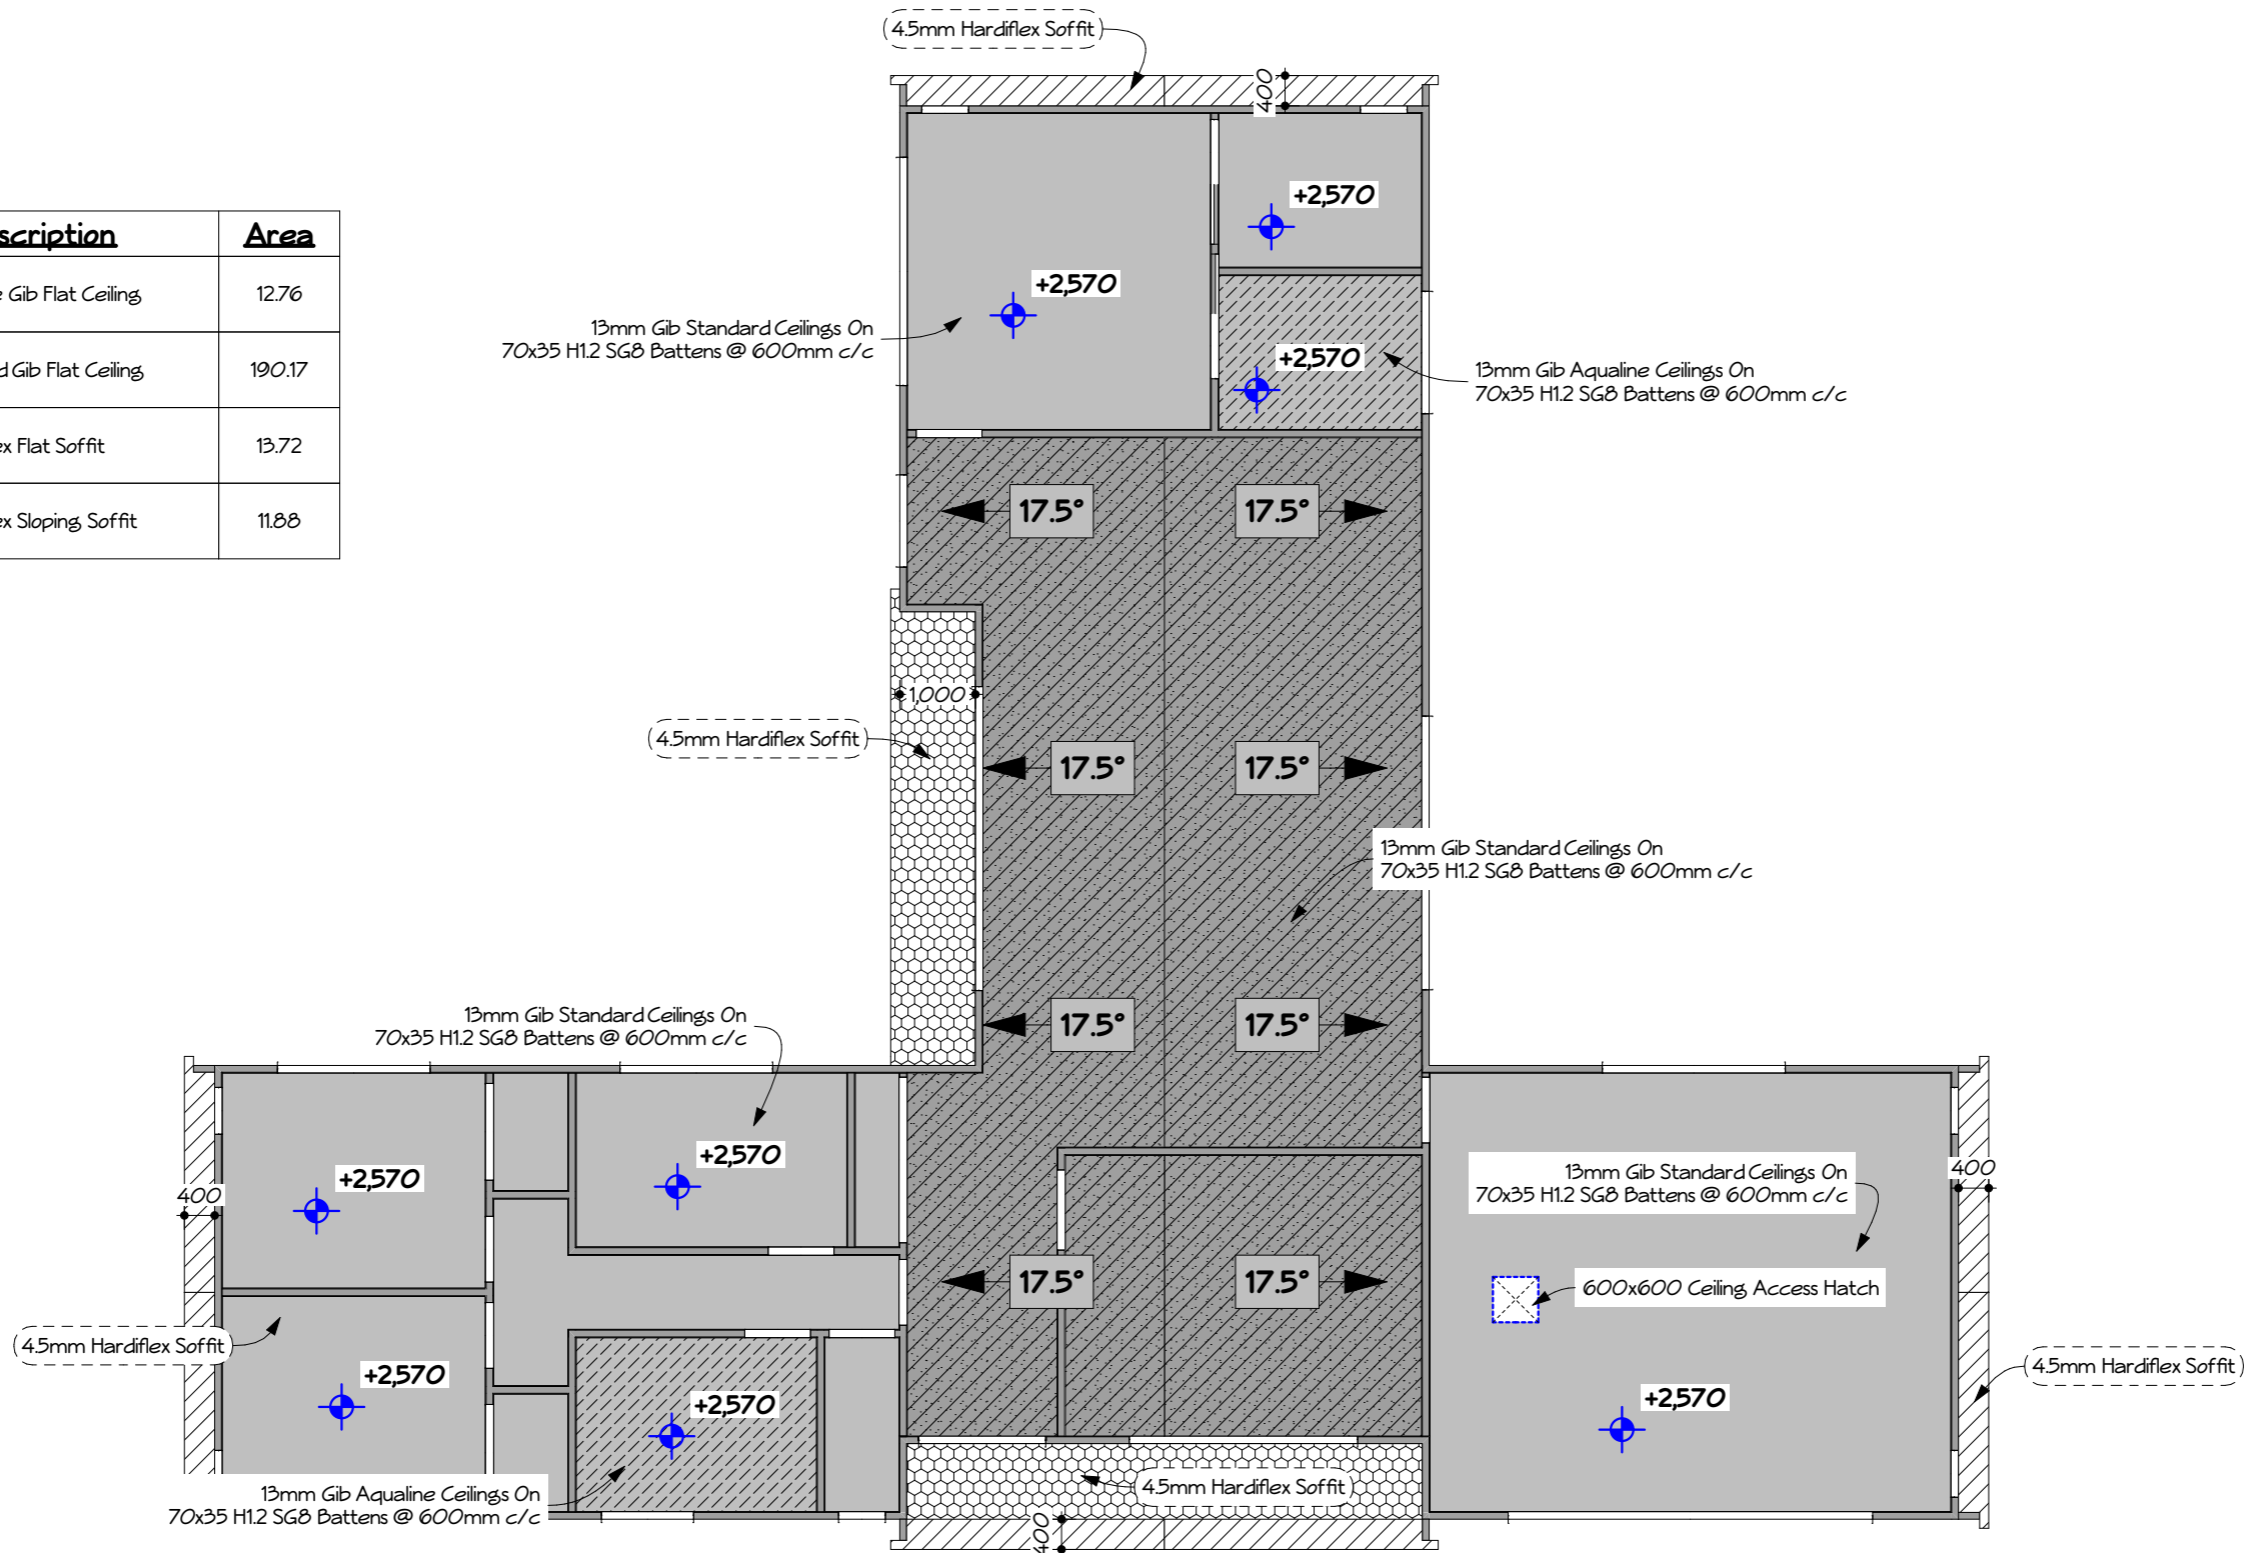 4.5mm Hardiflex Soffit
400
scription Area
e Gib Flat Ceiling 12.76
d Gib Flat Ceiling 190.17
ex Flat Soffit 13.72
ex Sloping Soffit 11.88
+2,570
+2,570
13mm Gib Standard Ceilings On
70x35 H1.2 SG8 Battens @ 600mm c/c
+2,570
13mm Gib Aqualine Ceilings On
70x35 H1.2 SG8 Battens @ 600mm c/c
17.5° 17.5°
1,000
4.5mm Hardiflex Soffit
17.5° 17.5°
13mm Gib Standard Ceilings On
70x35 H1.2 SG8 Battens @ 600mm c/c
13mm Gib Standard Ceilings On
70x35 H1.2 SG8 Battens @ 600mm c/c
17.5° 17.5°
+2,570
+2,570
400
13mm Gib Standard Ceilings On
70x35 H1.2 SG8 Battens @ 600mm c/c
400
17.5° 17.5°
600x600 Ceiling Access Hatch
4.5mm Hardiflex Soffit
+2,570
+2,570
+2,570
4.5mm Hardiflex Soffit
13mm Gib Aqualine Ceilings On
70x35 H1.2 SG8 Battens @ 600mm c/c
4.5mm Hardiflex Soffit
400